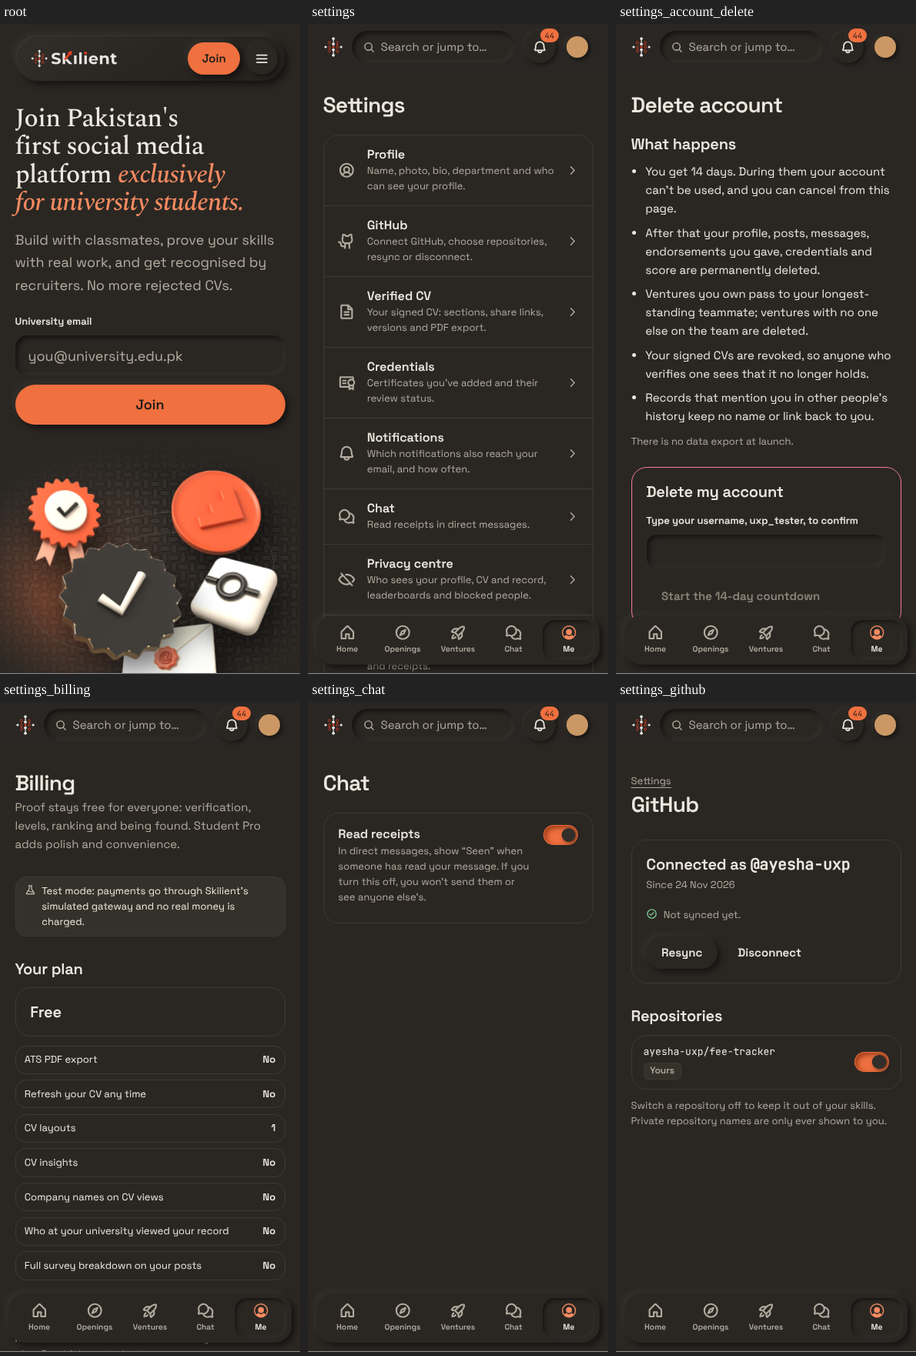 root
Skilient
Join
Join Pakistan's
first social media
platform exclusively
for university students.
Build with classmates, prove your skills
with real work, and get recognised by
recruiters. No more rejected CVs.
University email
you@university.edu.pk
Join
settings
Search or jump to...
44
Settings
Profile
Name, photo, bio, department and who
can see your profile.
GitHub
Connect GitHub, choose repositories,
resync or disconnect.
Verified CV
Your signed CV: sections, share links,
versions and PDF export.
Credentials
Certificates you've added and their
review status.
Notifications
Which notifications also reach your
email, and how often.
Chat
Read receipts in direct messages.
Privacy centre
Who sees your profile, CV and record,
leaderboards and blocked people.
Home Openings Ventures Chat Me
and receipts.
settings_account_delete
Search or jump to...
44
Delete account
What happens
• You get 14 days. During them your account
can't be used, and you can cancel from this
page.
• After that your profile, posts, messages,
endorsements you gave, credentials and
score are permanently deleted.
• Ventures you own pass to your longest-
standing teammate; ventures with no one
else on the team are deleted.
• Your signed CVs are revoked, so anyone who
verifies one sees that it no longer holds.
• Records that mention you in other people's
history keep no name or link back to you.
There is no data export at launch.
Delete my account
Type your username, uxp_tester, to confirm
Start the 14-day countdown
Home Openings Ventures Chat Me
settings_billing
Search or jump to...
44
Billing
Proof stays free for everyone: verification,
levels, ranking and being found. Student Pro
adds polish and convenience.
Test mode: payments go through Skilient's
simulated gateway and no real money is
charged.
Your plan
Free
ATS PDF export No
Refresh your CV any time No
CV layouts 1
CV insights No
Company names on CV views No
Who at your university viewed your record No
Full survey breakdown on your posts No
Home Openings Ventures Chat Me
settings_chat
Search or jump to...
44
Chat
Read receipts
In direct messages, show “Seen” when
someone has read your message. If you
turn this off, you won't send them or
see anyone else's.
Home Openings Ventures Chat Me
settings_github
Search or jump to...
44
Settings
GitHub
Connected as @ayesha-uxp
Since 24 Nov 2026
Not synced yet.
Resync Disconnect
Repositories
ayesha-uxp/fee-tracker
Yours
Switch a repository off to keep it out of your skills.
Private repository names are only ever shown to you.
Home Openings Ventures Chat Me